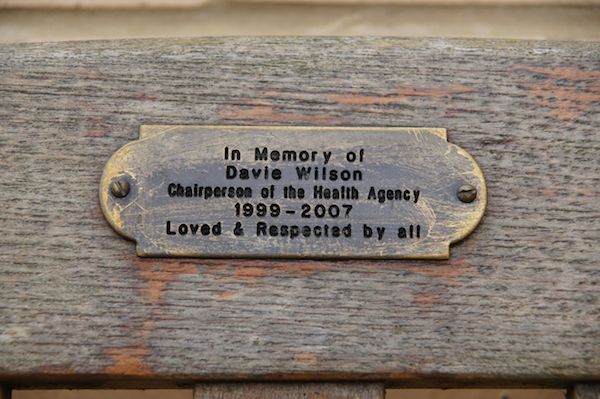 In Memory of
Davie Wilson
Chairperson of the Health Agency
1999-2007
Loved & Respected by all